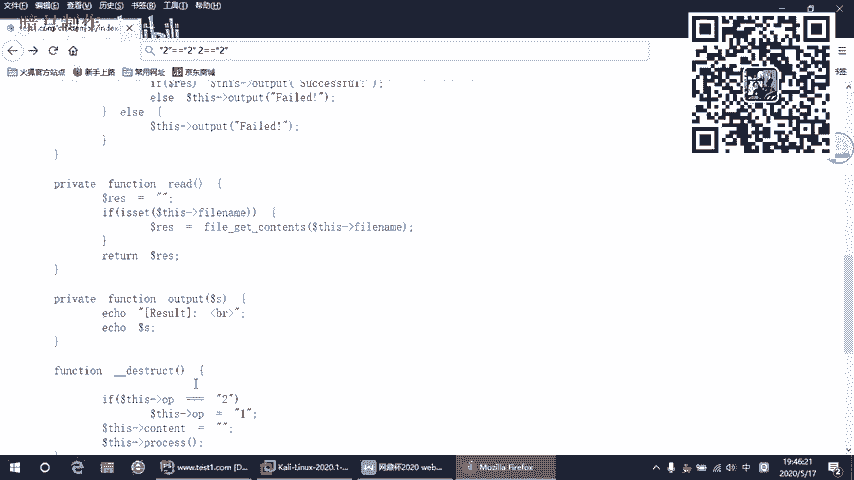 文件(F) 编辑(E) 查看(V) 历史(S) 书签(B) 工具(T) 帮助(H)
"2"=="2" 2=="2"
火狐官方站点 新手上路 常用网址 京东商城
if($res) $this->output("Successful!");
else $this->output("Failed!");
} else {
$this->output("Failed!");
}
}
private function read() {
$res = "";
if(isset($this->filename)) {
$res = file_get_contents($this->filename);
}
return $res;
}
private function output($s) {
echo "[Result]: <br>";
echo $s;
}
function __destruct() {
if($this->op === "2")
$this->op = "1";
$this->content = "";
$this->process();
www.test1.com [D... Kali-Linux-2020.1-... 网鼎杯2020 web... Mozilla Firefox
中
19:46:21
2020/5/17